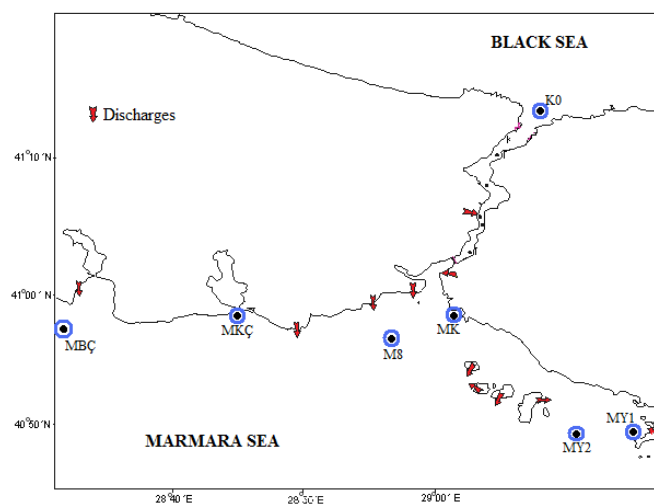 BLACK SEA
K0
Discharges
41°10'N
41°00'N
MBÇ
MKÇ
M8
MK
40°50'N
MARMARA SEA
MY2
MY1
28°40'E
28°50'E
29°00'E